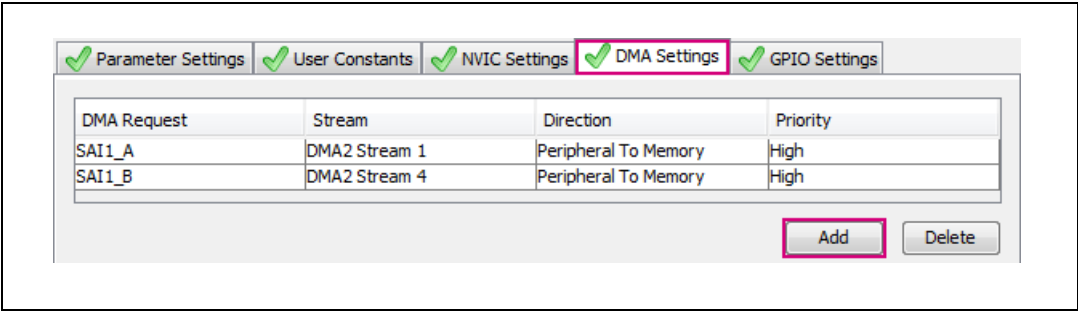 Parameter Settings User Constants NVIC Settings DMA Settings GPIO Settings
DMA Request Stream Direction Priority
SAI1_A DMA2 Stream 1 Peripheral To Memory High
SAI1_B DMA2 Stream 4 Peripheral To Memory High
Add Delete